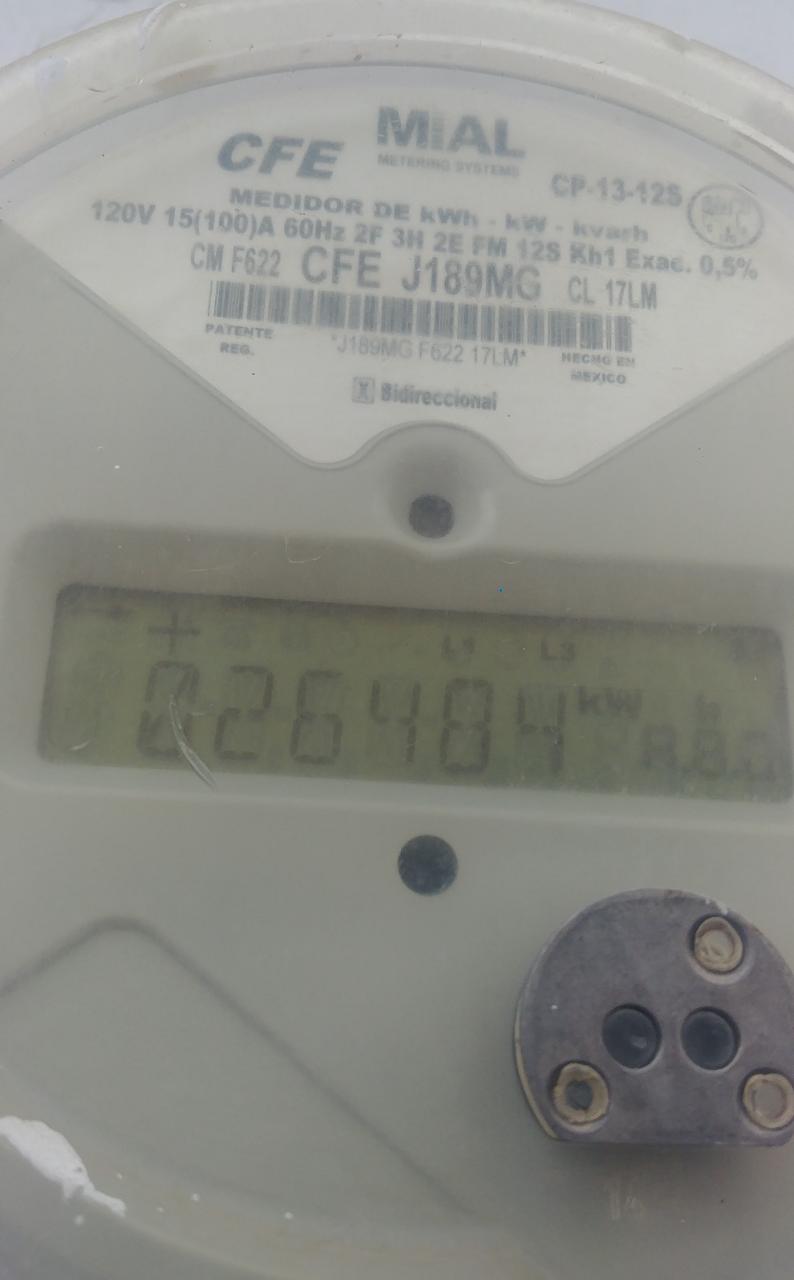 CFE MIAL
METERING SYSTEMS
CP-13-12S
MEDIDOR DE kWh - kW - kvarh
120V 15(100)A 60Hz 2F 3H 2E FM 12S Kh1 Exac. 0,5%
CM F622 CFE J189MG CL 17LM
PATENTE REG.
*J189MG F622 17LM*
HECHO EN MEXICO
X Bidireccional
L1 L3
026484 kW h